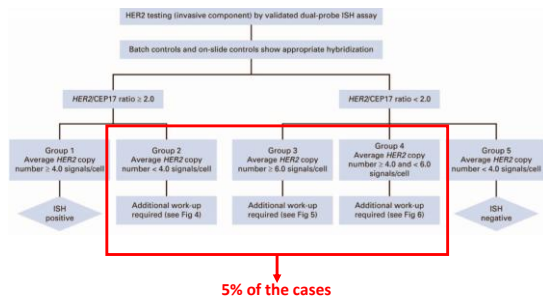 HER2 testing (invasive component) by validated dual-probe ISH assay
Batch controls and on-slide controls show appropriate hybridization
HER2/CEP17 ratio ≥ 2.0
HER2/CEP17 ratio < 2.0
Group 1
Average HER2 copy
number ≥ 4.0 signals/cell
Group 2
Average HER2 copy
number < 4.0 signals/cell
Group 3
Average HER2 copy
number ≥ 6.0 signals/cell
Group 4
Average HER2 copy
number ≥ 4.0 and < 6.0
signals/cell
Group 5
Average HER2 copy
number < 4.0 signals/cell
ISH
positive
Additional work-up
required (see Fig 4)
Additional work-up
required (see Fig 5)
Additional work-up
required (see Fig 6)
ISH
negative
5% of the cases